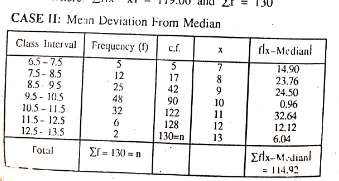 Σf = 130
CASE II: Mean Deviation From Median
Class Interval Frequency (f) c.f. x f|x–Median|
6.5 - 7.5 5 5 7 14.90
7.5 - 8.5 12 17 8 23.76
8.5 9 5 25 42 9 24.50
9.5 - 10.5 48 90 10 0.96
10.5 - 11.5 32 122 11 32.64
11.5 - 12.5 6 128 12 12.12
12.5 - 13.5 2 130=n 13 6.04
Total Σf = 130 = n Σf|x–Median|
= 114.92